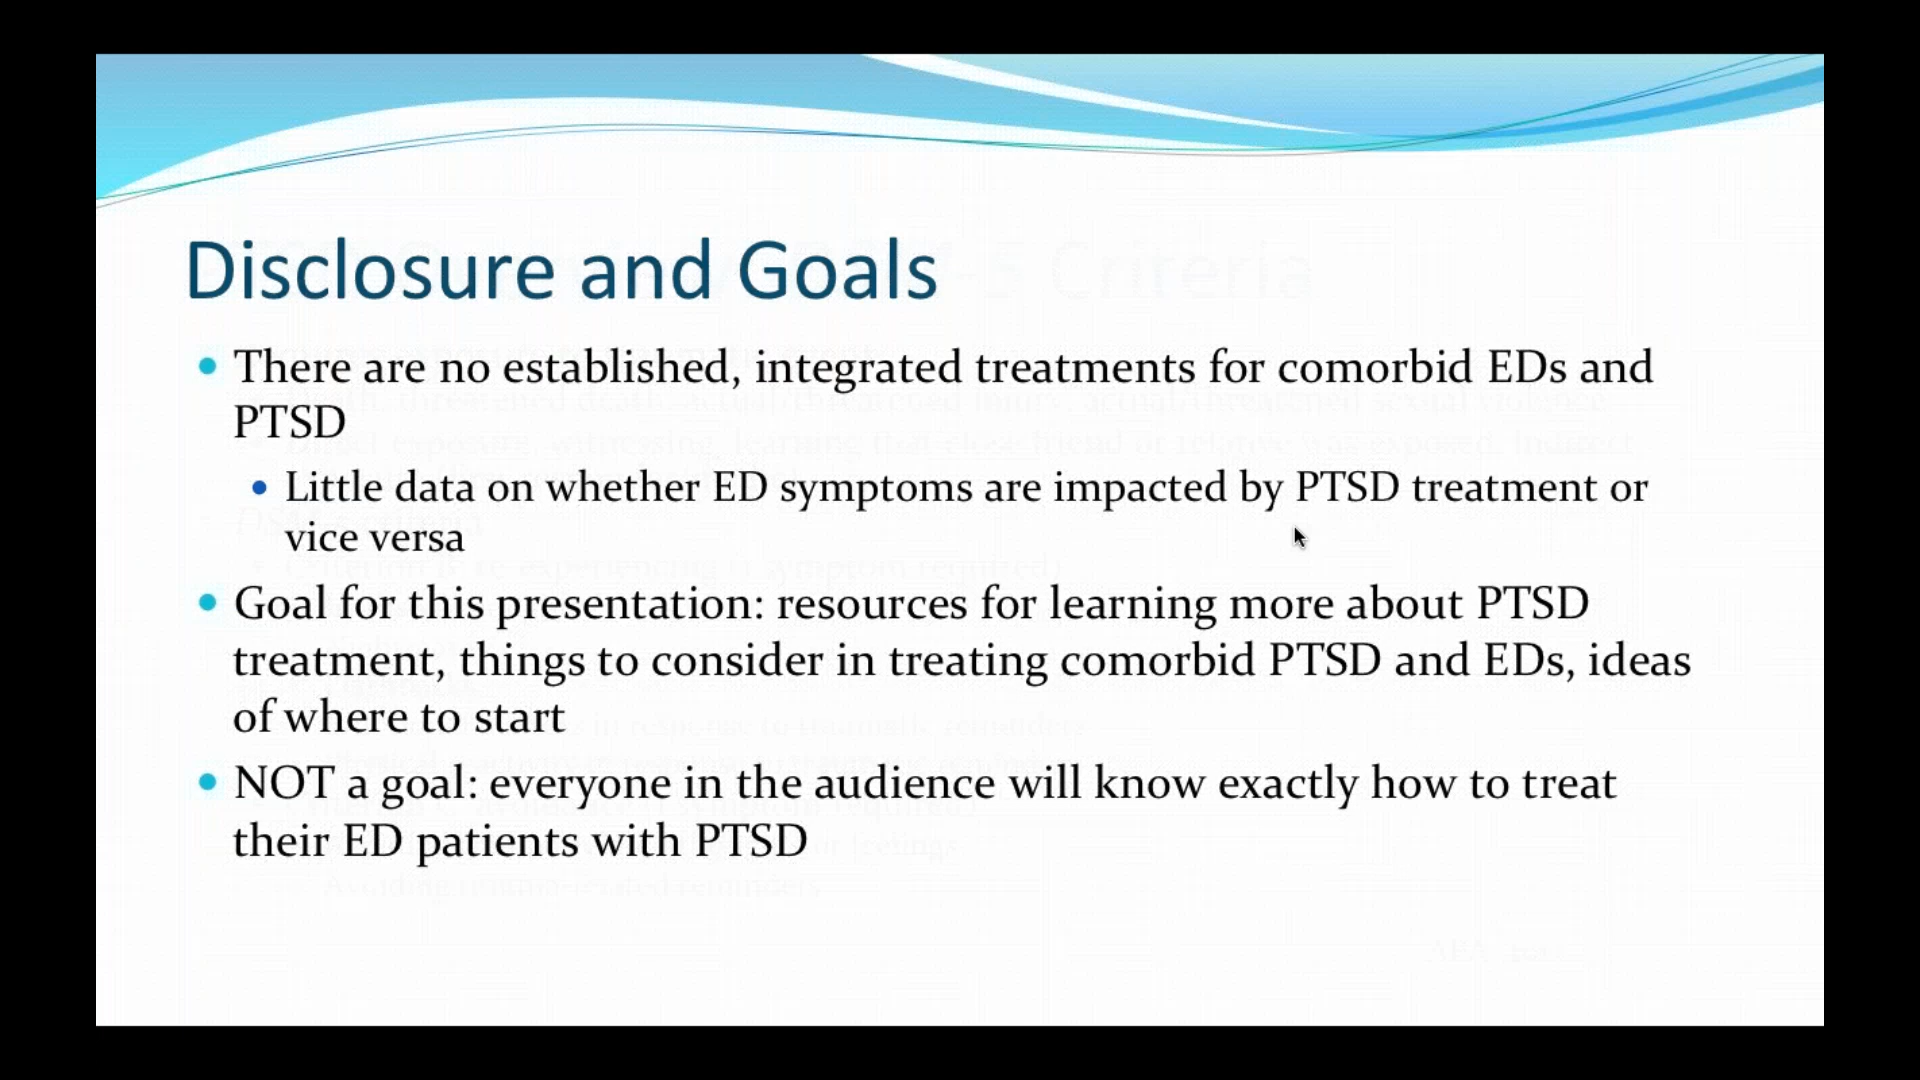 Disclosure and Goals
• There are no established, integrated treatments for comorbid EDs and
PTSD
• Little data on whether ED symptoms are impacted by PTSD treatment or
vice versa
• Goal for this presentation: resources for learning more about PTSD
treatment, things to consider in treating comorbid PTSD and EDs, ideas
of where to start
• NOT a goal: everyone in the audience will know exactly how to treat
their ED patients with PTSD